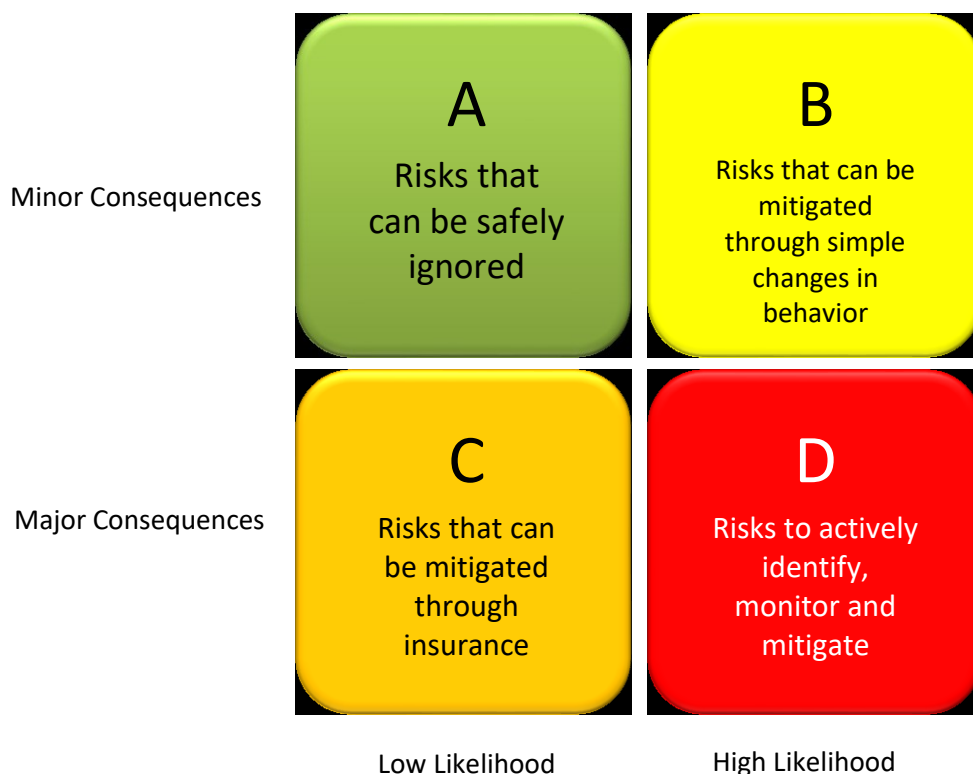 A
Risks that
can be safely
ignored
B
Risks that can be
mitigated
through simple
changes in
behavior
Minor Consequences
C
Risks that can
be mitigated
through
insurance
D
Risks to actively
identify,
monitor and
mitigate
Major Consequences
Low Likelihood
High Likelihood